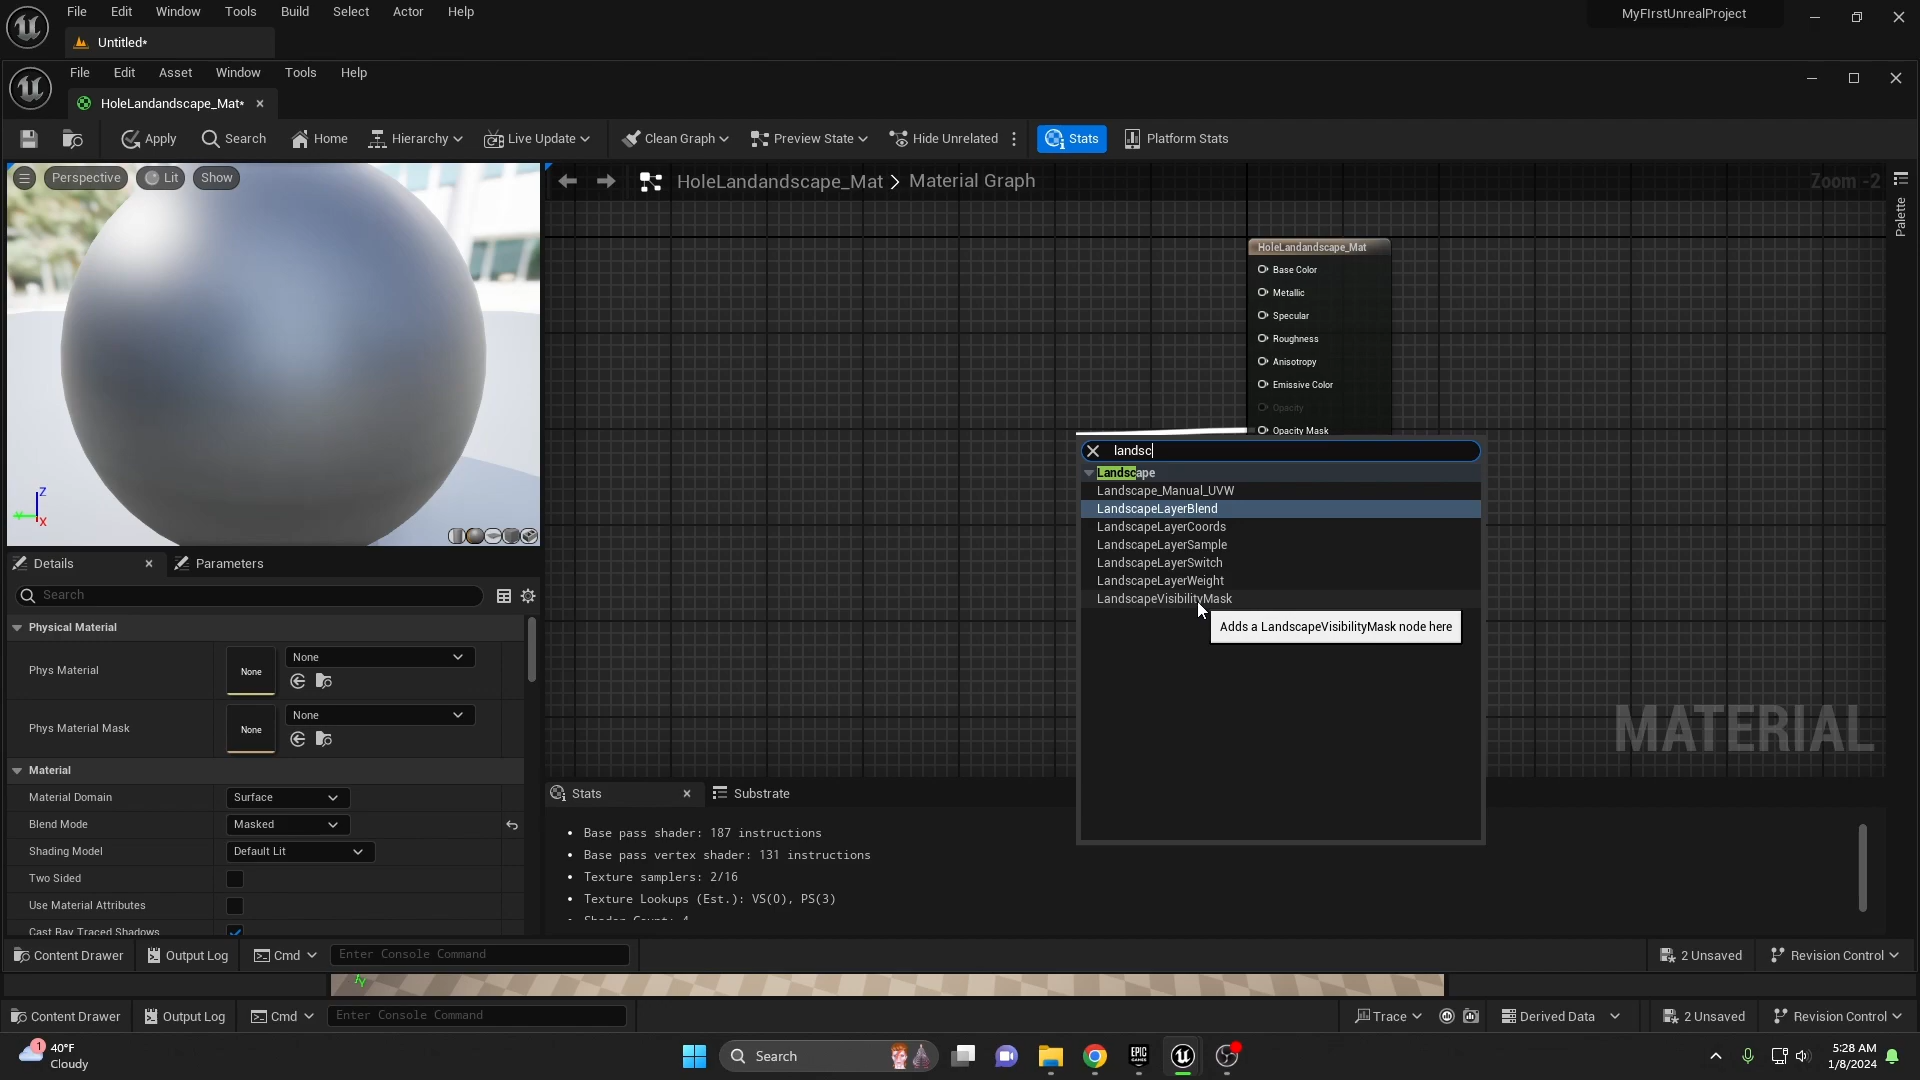 File Edit Window Tools Build Select Actor Help
MyFIrstUnrealProject
Untitled*
File Edit Asset Window Tools Help
HoleLandandscape_Mat*
Apply Search Home Hierarchy Live Update Clean Graph Preview State Hide Unrelated Stats Platform Stats
Perspective Lit Show
HoleLandandscape_Mat > Material Graph
Zoom -2
Palette
HoleLandandscape_Mat
Base Color
Metallic
Specular
Roughness
Anisotropy
Emissive Color
Opacity
Opacity Mask
landsc
Landscape
Landscape_Manual_UVW
LandscapeLayerBlend
LandscapeLayerCoords
LandscapeLayerSample
LandscapeLayerSwitch
LandscapeLayerWeight
LandscapeVisibilityMask
Adds a LandscapeVisibilityMask node here
MATERIAL
Z
Y
X
Details Parameters
Search
Physical Material
Phys Material None None
Phys Material Mask None None
Material
Material Domain Surface
Blend Mode Masked
Shading Model Default Lit
Two Sided
Use Material Attributes
Cast Ray Traced Shadows
Stats Substrate
• Base pass shader: 187 instructions
• Base pass vertex shader: 131 instructions
• Texture samplers: 2/16
• Texture Lookups (Est.): VS(0), PS(3)
• Shader Count: 4
Content Drawer Output Log Cmd Enter Console Command 2 Unsaved Revision Control
Content Drawer Output Log Cmd Enter Console Command Trace Derived Data 2 Unsaved Revision Control
1 40°F
Cloudy
Search
EPIC GAMES
5:28 AM
1/8/2024